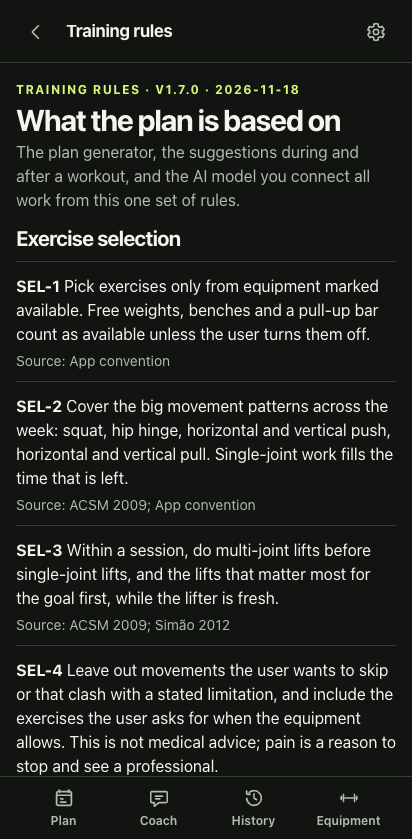 Training rules
TRAINING RULES · V1.7.0 · 2026-11-18
What the plan is based on
The plan generator, the suggestions during and
after a workout, and the AI model you connect all
work from this one set of rules.
Exercise selection
SEL-1 Pick exercises only from equipment marked
available. Free weights, benches and a pull-up bar
count as available unless the user turns them off.
Source: App convention
SEL-2 Cover the big movement patterns across the
week: squat, hip hinge, horizontal and vertical push,
horizontal and vertical pull. Single-joint work fills the
time that is left.
Source: ACSM 2009; App convention
SEL-3 Within a session, do multi-joint lifts before
single-joint lifts, and the lifts that matter most for
the goal first, while the lifter is fresh.
Source: ACSM 2009; Simão 2012
SEL-4 Leave out movements the user wants to skip
or that clash with a stated limitation, and include the
exercises the user asks for when the equipment
allows. This is not medical advice; pain is a reason to
stop and see a professional.
Plan
Coach
History
Equipment